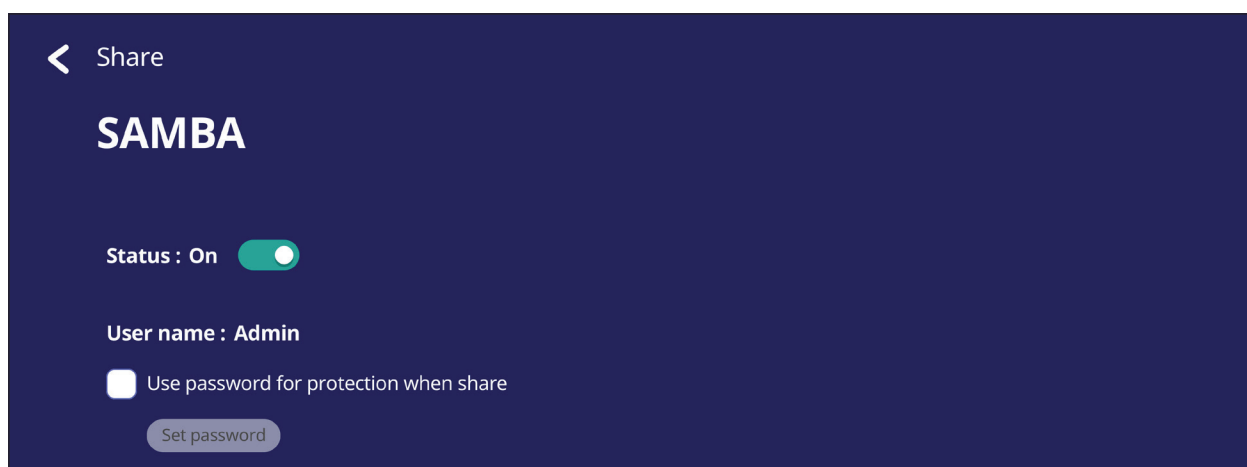 Share
SAMBA
Status : On
User name : Admin
Use password for protection when share
Set password